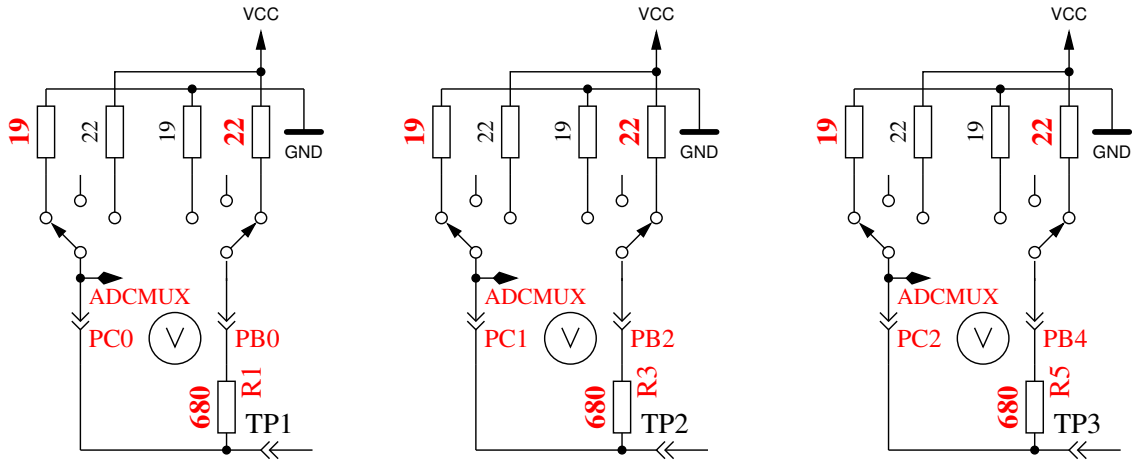 VCC
VCC
VCC
19
22
19
22
GND
19
22
19
22
GND
19
22
19
22
GND
ADCMUX
ADCMUX
ADCMUX
PC0
V
PB0
PC1
V
PB2
PC2
V
PB4
680
R1
TP1
680
R3
TP2
680
R5
TP3